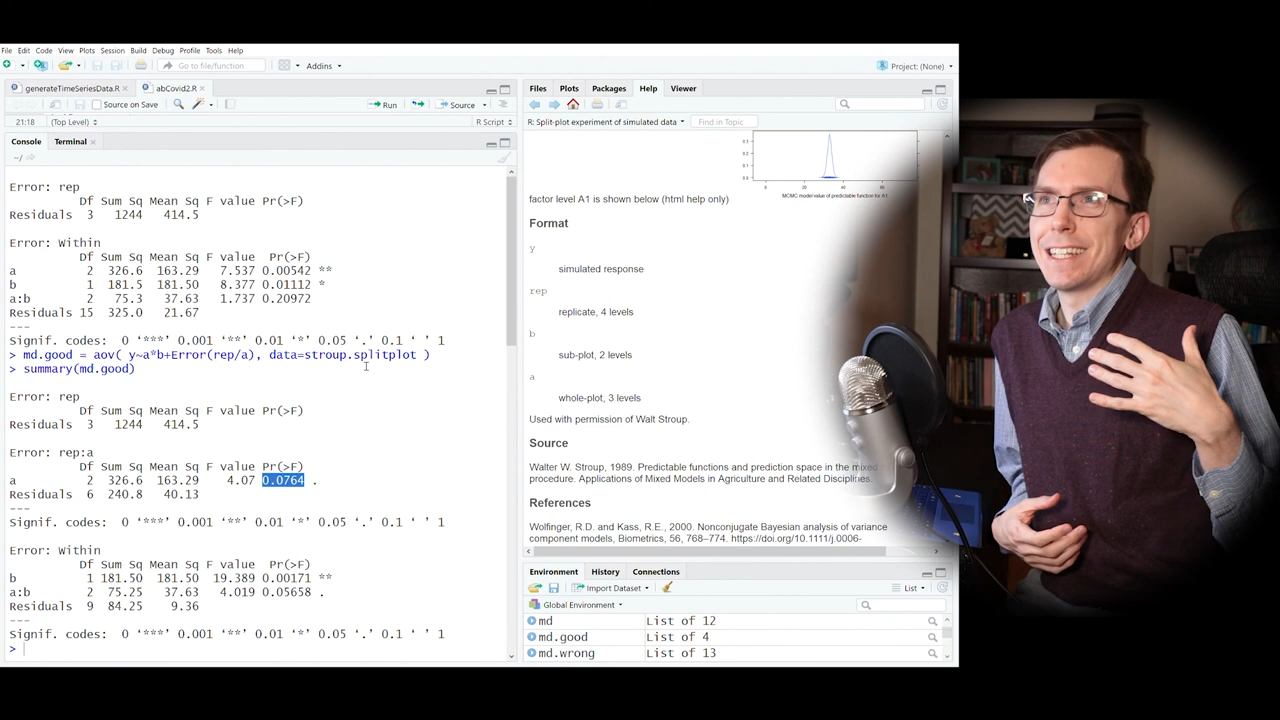 File Edit Code View Plots Session Build Debug Profile Tools Help
Go to file/function Addins Project: (None)
generateTimeSeriesData.R abCovid2.R
Source on Save Run Source
21:18 (Top Level) R Script
Console Terminal
~/
Error: rep
Df Sum Sq Mean Sq F value Pr(>F)
Residuals 3 1244 414.5
Error: Within
Df Sum Sq Mean Sq F value Pr(>F)
a 2 326.6 163.29 7.537 0.00542 **
b 1 181.5 181.50 8.377 0.01112 *
a:b 2 75.3 37.63 1.737 0.20972
Residuals 15 325.0 21.67
---
Signif. codes: 0 ‘***’ 0.001 ‘**’ 0.01 ‘*’ 0.05 ‘.’ 0.1 ‘ ’ 1
> md.good = aov( y~a*b+Error(rep/a), data=stroup.splitplot )
> summary(md.good)
Error: rep
Df Sum Sq Mean Sq F value Pr(>F)
Residuals 3 1244 414.5
Error: rep:a
Df Sum Sq Mean Sq F value Pr(>F)
a 2 326.6 163.29 4.07 0.0764 .
Residuals 6 240.8 40.13
---
Signif. codes: 0 ‘***’ 0.001 ‘**’ 0.01 ‘*’ 0.05 ‘.’ 0.1 ‘ ’ 1
Error: Within
Df Sum Sq Mean Sq F value Pr(>F)
b 1 181.50 181.50 19.389 0.00171 **
a:b 2 75.25 37.63 4.019 0.05658 .
Residuals 9 84.25 9.36
---
Signif. codes: 0 ‘***’ 0.001 ‘**’ 0.01 ‘*’ 0.05 ‘.’ 0.1 ‘ ’ 1
>
Files Plots Packages Help Viewer
R: Split-plot experiment of simulated data Find in Topic
MCMC model value of predictable function for A1
factor level A1 is shown below (html help only)
Format
y
simulated response
rep
replicate, 4 levels
b
sub-plot, 2 levels
a
whole-plot, 3 levels
Used with permission of Walt Stroup.
Source
Walter W. Stroup, 1989. Predictable functions and prediction space in the mixed
procedure. Applications of Mixed Models in Agriculture and Related Disciplines.
References
Wolfinger, R.D. and Kass, R.E., 2000. Nonconjugate Bayesian analysis of variance
component models, Biometrics, 56, 768–774. https://doi.org/10.1111/j.0006-
Environment History Connections
Import Dataset List
Global Environment
md List of 12
md.good List of 4
md.wrong List of 13